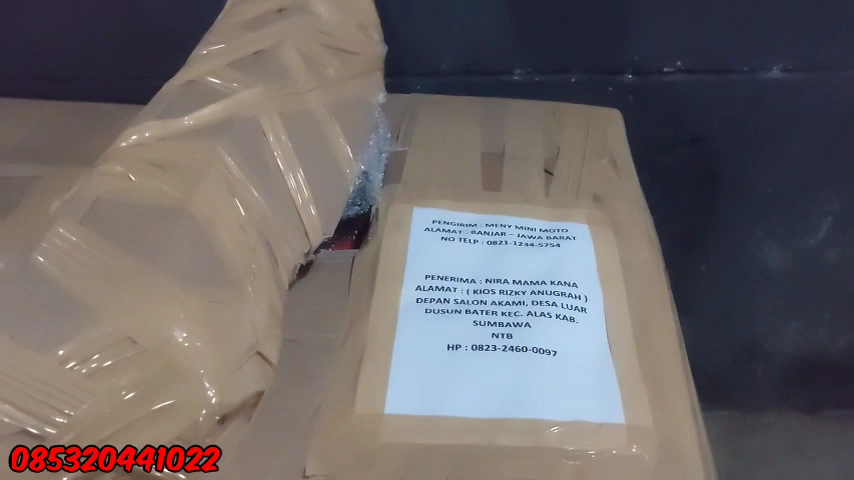 PENGIRIM : MENY MINI MOTO
ALAMAT : BANJAR – JAWA BARAT
NO TELP : 0821-1234-5754
PENERIMA : NIRA MAMA KANA
ALAMAT : ( KIOS RIZKY ANUGRAH )
DEPAN SALON AKAMI, DESA LUAR
DUSUN BATER KEC. ALAS KAB.
SUMBAWA
NTB
HP : 0823-2460-0097
085320441022